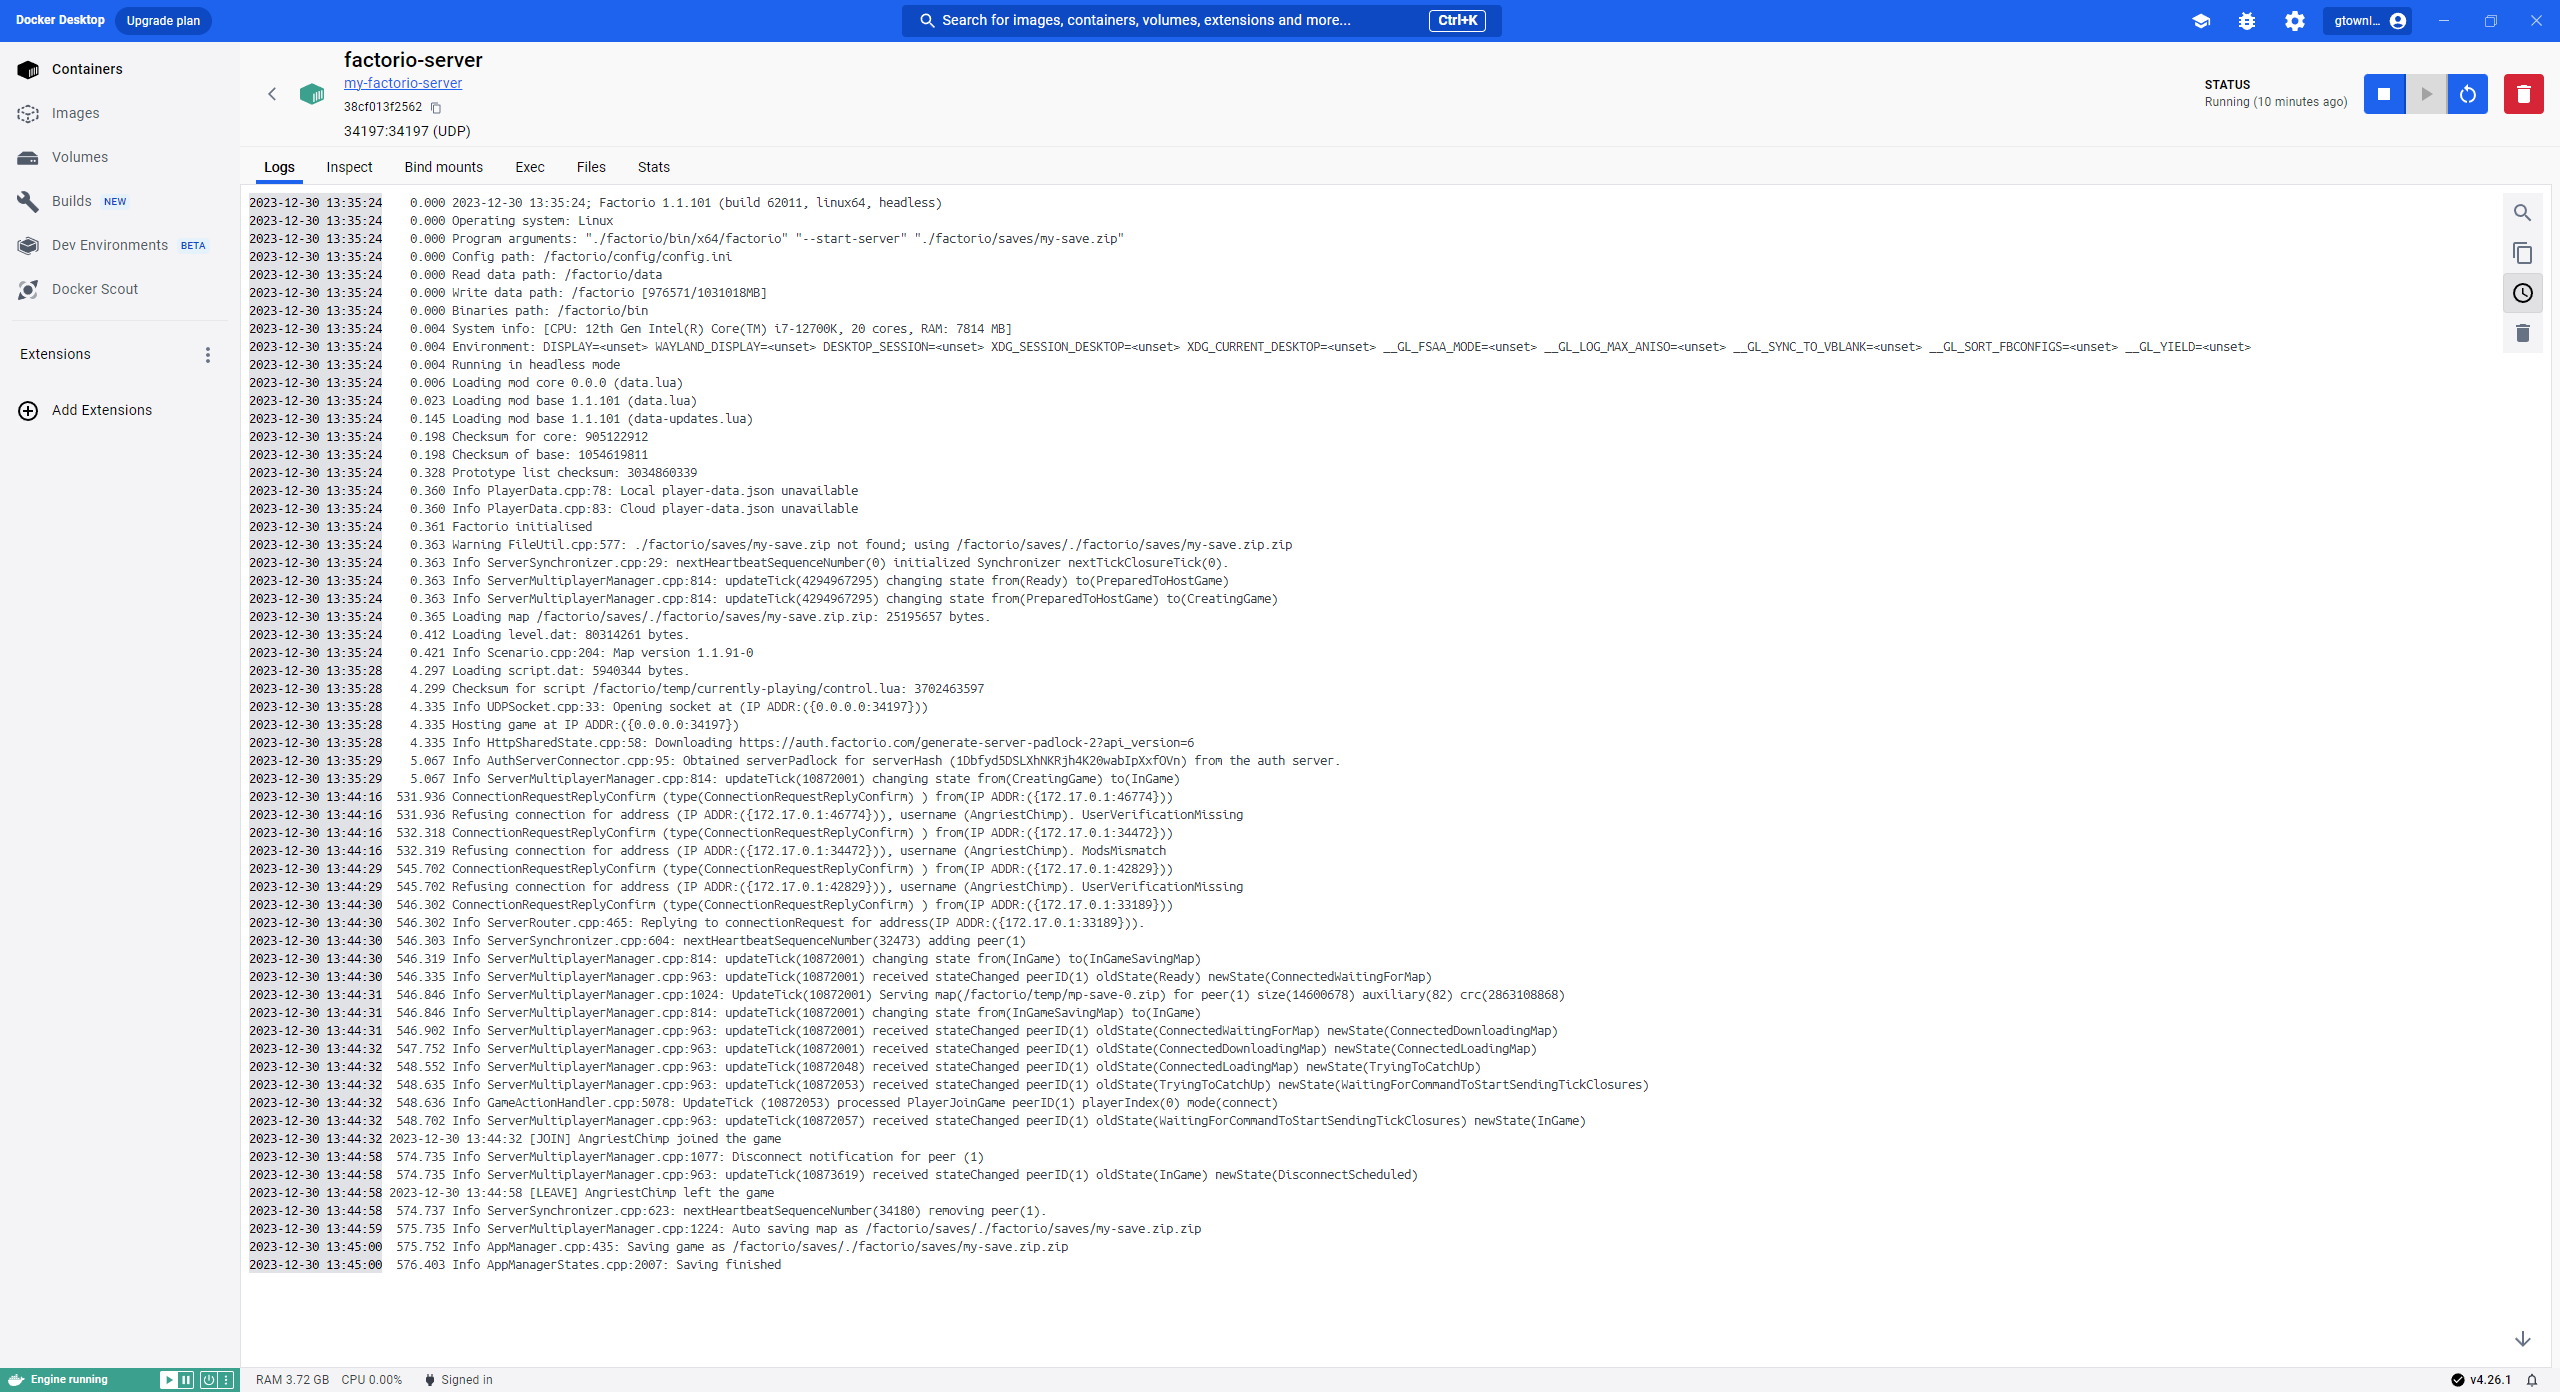 Docker Desktop
Upgrade plan
Search for images, containers, volumes, extensions and more...
Ctrl+K
gtownl...
Containers
Images
Volumes
Builds NEW
Dev Environments BETA
Docker Scout
Extensions
Add Extensions
factorio-server
my-factorio-server
38cf013f2562
34197:34197 (UDP)
STATUS
Running (10 minutes ago)
Logs Inspect Bind mounts Exec Files Stats
2023-12-30 13:35:24 0.000 2023-12-30 13:35:24; Factorio 1.1.101 (build 62011, linux64, headless)
2023-12-30 13:35:24 0.000 Operating system: Linux
2023-12-30 13:35:24 0.000 Program arguments: "./factorio/bin/x64/factorio" "--start-server" "./factorio/saves/my-save.zip"
2023-12-30 13:35:24 0.000 Config path: /factorio/config/config.ini
2023-12-30 13:35:24 0.000 Read data path: /factorio/data
2023-12-30 13:35:24 0.000 Write data path: /factorio [976571/1031018MB]
2023-12-30 13:35:24 0.000 Binaries path: /factorio/bin
2023-12-30 13:35:24 0.004 System info: [CPU: 12th Gen Intel(R) Core(TM) i7-12700K, 20 cores, RAM: 7814 MB]
2023-12-30 13:35:24 0.004 Environment: DISPLAY=<unset> WAYLAND_DISPLAY=<unset> DESKTOP_SESSION=<unset> XDG_SESSION_DESKTOP=<unset> XDG_CURRENT_DESKTOP=<unset> __GL_FSAA_MODE=<unset> __GL_LOG_MAX_ANISO=<unset> __GL_SYNC_TO_VBLANK=<unset> __GL_SORT_FBCONFIGS=<unset> __GL_YIELD=<unset>
2023-12-30 13:35:24 0.004 Running in headless mode
2023-12-30 13:35:24 0.006 Loading mod core 0.0.0 (data.lua)
2023-12-30 13:35:24 0.023 Loading mod base 1.1.101 (data.lua)
2023-12-30 13:35:24 0.145 Loading mod base 1.1.101 (data-updates.lua)
2023-12-30 13:35:24 0.198 Checksum for core: 905122912
2023-12-30 13:35:24 0.198 Checksum of base: 1054619811
2023-12-30 13:35:24 0.328 Prototype list checksum: 3034860339
2023-12-30 13:35:24 0.360 Info PlayerData.cpp:78: Local player-data.json unavailable
2023-12-30 13:35:24 0.360 Info PlayerData.cpp:83: Cloud player-data.json unavailable
2023-12-30 13:35:24 0.361 Factorio initialised
2023-12-30 13:35:24 0.363 Warning FileUtil.cpp:577: ./factorio/saves/my-save.zip not found; using /factorio/saves/./factorio/saves/my-save.zip.zip
2023-12-30 13:35:24 0.363 Info ServerSynchronizer.cpp:29: nextHeartbeatSequenceNumber(0) initialized Synchronizer nextTickClosureTick(0).
2023-12-30 13:35:24 0.363 Info ServerMultiplayerManager.cpp:814: updateTick(4294967295) changing state from(Ready) to(PreparedToHostGame)
2023-12-30 13:35:24 0.363 Info ServerMultiplayerManager.cpp:814: updateTick(4294967295) changing state from(PreparedToHostGame) to(CreatingGame)
2023-12-30 13:35:24 0.365 Loading map /factorio/saves/./factorio/saves/my-save.zip.zip: 25195657 bytes.
2023-12-30 13:35:24 0.412 Loading level.dat: 80314261 bytes.
2023-12-30 13:35:24 0.421 Info Scenario.cpp:204: Map version 1.1.91-0
2023-12-30 13:35:28 4.297 Loading script.dat: 5940344 bytes.
2023-12-30 13:35:28 4.299 Checksum for script /factorio/temp/currently-playing/control.lua: 3702463597
2023-12-30 13:35:28 4.335 Info UDPSocket.cpp:33: Opening socket at (IP ADDR:({0.0.0.0:34197}))
2023-12-30 13:35:28 4.335 Hosting game at IP ADDR:({0.0.0.0:34197})
2023-12-30 13:35:28 4.335 Info HttpSharedState.cpp:58: Downloading https://auth.factorio.com/generate-server-padlock-2?api_version=6
2023-12-30 13:35:29 5.067 Info AuthServerConnector.cpp:95: Obtained serverPadlock for serverHash (1Dbfyd5DSLXhNKRjh4K20wabIpXxfOVn) from the auth server.
2023-12-30 13:35:29 5.067 Info ServerMultiplayerManager.cpp:814: updateTick(10872001) changing state from(CreatingGame) to(InGame)
2023-12-30 13:44:16 531.936 ConnectionRequestReplyConfirm (type(ConnectionRequestReplyConfirm) ) from(IP ADDR:({172.17.0.1:46774}))
2023-12-30 13:44:16 531.936 Refusing connection for address (IP ADDR:({172.17.0.1:46774})), username (AngriestChimp). UserVerificationMissing
2023-12-30 13:44:16 532.318 ConnectionRequestReplyConfirm (type(ConnectionRequestReplyConfirm) ) from(IP ADDR:({172.17.0.1:34472}))
2023-12-30 13:44:16 532.319 Refusing connection for address (IP ADDR:({172.17.0.1:34472})), username (AngriestChimp). ModsMismatch
2023-12-30 13:44:29 545.702 ConnectionRequestReplyConfirm (type(ConnectionRequestReplyConfirm) ) from(IP ADDR:({172.17.0.1:42829}))
2023-12-30 13:44:29 545.702 Refusing connection for address (IP ADDR:({172.17.0.1:42829})), username (AngriestChimp). UserVerificationMissing
2023-12-30 13:44:30 546.302 ConnectionRequestReplyConfirm (type(ConnectionRequestReplyConfirm) ) from(IP ADDR:({172.17.0.1:33189}))
2023-12-30 13:44:30 546.302 Info ServerRouter.cpp:465: Replying to connectionRequest for address(IP ADDR:({172.17.0.1:33189})).
2023-12-30 13:44:30 546.303 Info ServerSynchronizer.cpp:604: nextHeartbeatSequenceNumber(32473) adding peer(1)
2023-12-30 13:44:30 546.319 Info ServerMultiplayerManager.cpp:814: updateTick(10872001) changing state from(InGame) to(InGameSavingMap)
2023-12-30 13:44:30 546.335 Info ServerMultiplayerManager.cpp:963: updateTick(10872001) received stateChanged peerID(1) oldState(Ready) newState(ConnectedWaitingForMap)
2023-12-30 13:44:31 546.846 Info ServerMultiplayerManager.cpp:1024: UpdateTick(10872001) Serving map(/factorio/temp/mp-save-0.zip) for peer(1) size(14600678) auxiliary(82) crc(2863108868)
2023-12-30 13:44:31 546.846 Info ServerMultiplayerManager.cpp:814: updateTick(10872001) changing state from(InGameSavingMap) to(InGame)
2023-12-30 13:44:31 546.902 Info ServerMultiplayerManager.cpp:963: updateTick(10872001) received stateChanged peerID(1) oldState(ConnectedWaitingForMap) newState(ConnectedDownloadingMap)
2023-12-30 13:44:32 547.752 Info ServerMultiplayerManager.cpp:963: updateTick(10872001) received stateChanged peerID(1) oldState(ConnectedDownloadingMap) newState(ConnectedLoadingMap)
2023-12-30 13:44:32 548.552 Info ServerMultiplayerManager.cpp:963: updateTick(10872048) received stateChanged peerID(1) oldState(ConnectedLoadingMap) newState(TryingToCatchUp)
2023-12-30 13:44:32 548.635 Info ServerMultiplayerManager.cpp:963: updateTick(10872053) received stateChanged peerID(1) oldState(TryingToCatchUp) newState(WaitingForCommandToStartSendingTickClosures)
2023-12-30 13:44:32 548.636 Info GameActionHandler.cpp:5078: UpdateTick (10872053) processed PlayerJoinGame peerID(1) playerIndex(0) mode(connect)
2023-12-30 13:44:32 548.702 Info ServerMultiplayerManager.cpp:963: updateTick(10872057) received stateChanged peerID(1) oldState(WaitingForCommandToStartSendingTickClosures) newState(InGame)
2023-12-30 13:44:32 2023-12-30 13:44:32 [JOIN] AngriestChimp joined the game
2023-12-30 13:44:58 574.735 Info ServerMultiplayerManager.cpp:1077: Disconnect notification for peer (1)
2023-12-30 13:44:58 574.735 Info ServerMultiplayerManager.cpp:963: updateTick(10873619) received stateChanged peerID(1) oldState(InGame) newState(DisconnectScheduled)
2023-12-30 13:44:58 2023-12-30 13:44:58 [LEAVE] AngriestChimp left the game
2023-12-30 13:44:58 574.737 Info ServerSynchronizer.cpp:623: nextHeartbeatSequenceNumber(34180) removing peer(1).
2023-12-30 13:44:59 575.735 Info ServerMultiplayerManager.cpp:1224: Auto saving map as /factorio/saves/./factorio/saves/my-save.zip.zip
2023-12-30 13:45:00 575.752 Info AppManager.cpp:435: Saving game as /factorio/saves/./factorio/saves/my-save.zip.zip
2023-12-30 13:45:00 576.403 Info AppManagerStates.cpp:2007: Saving finished
Engine running
RAM 3.72 GB CPU 0.00% Signed in
v4.26.1